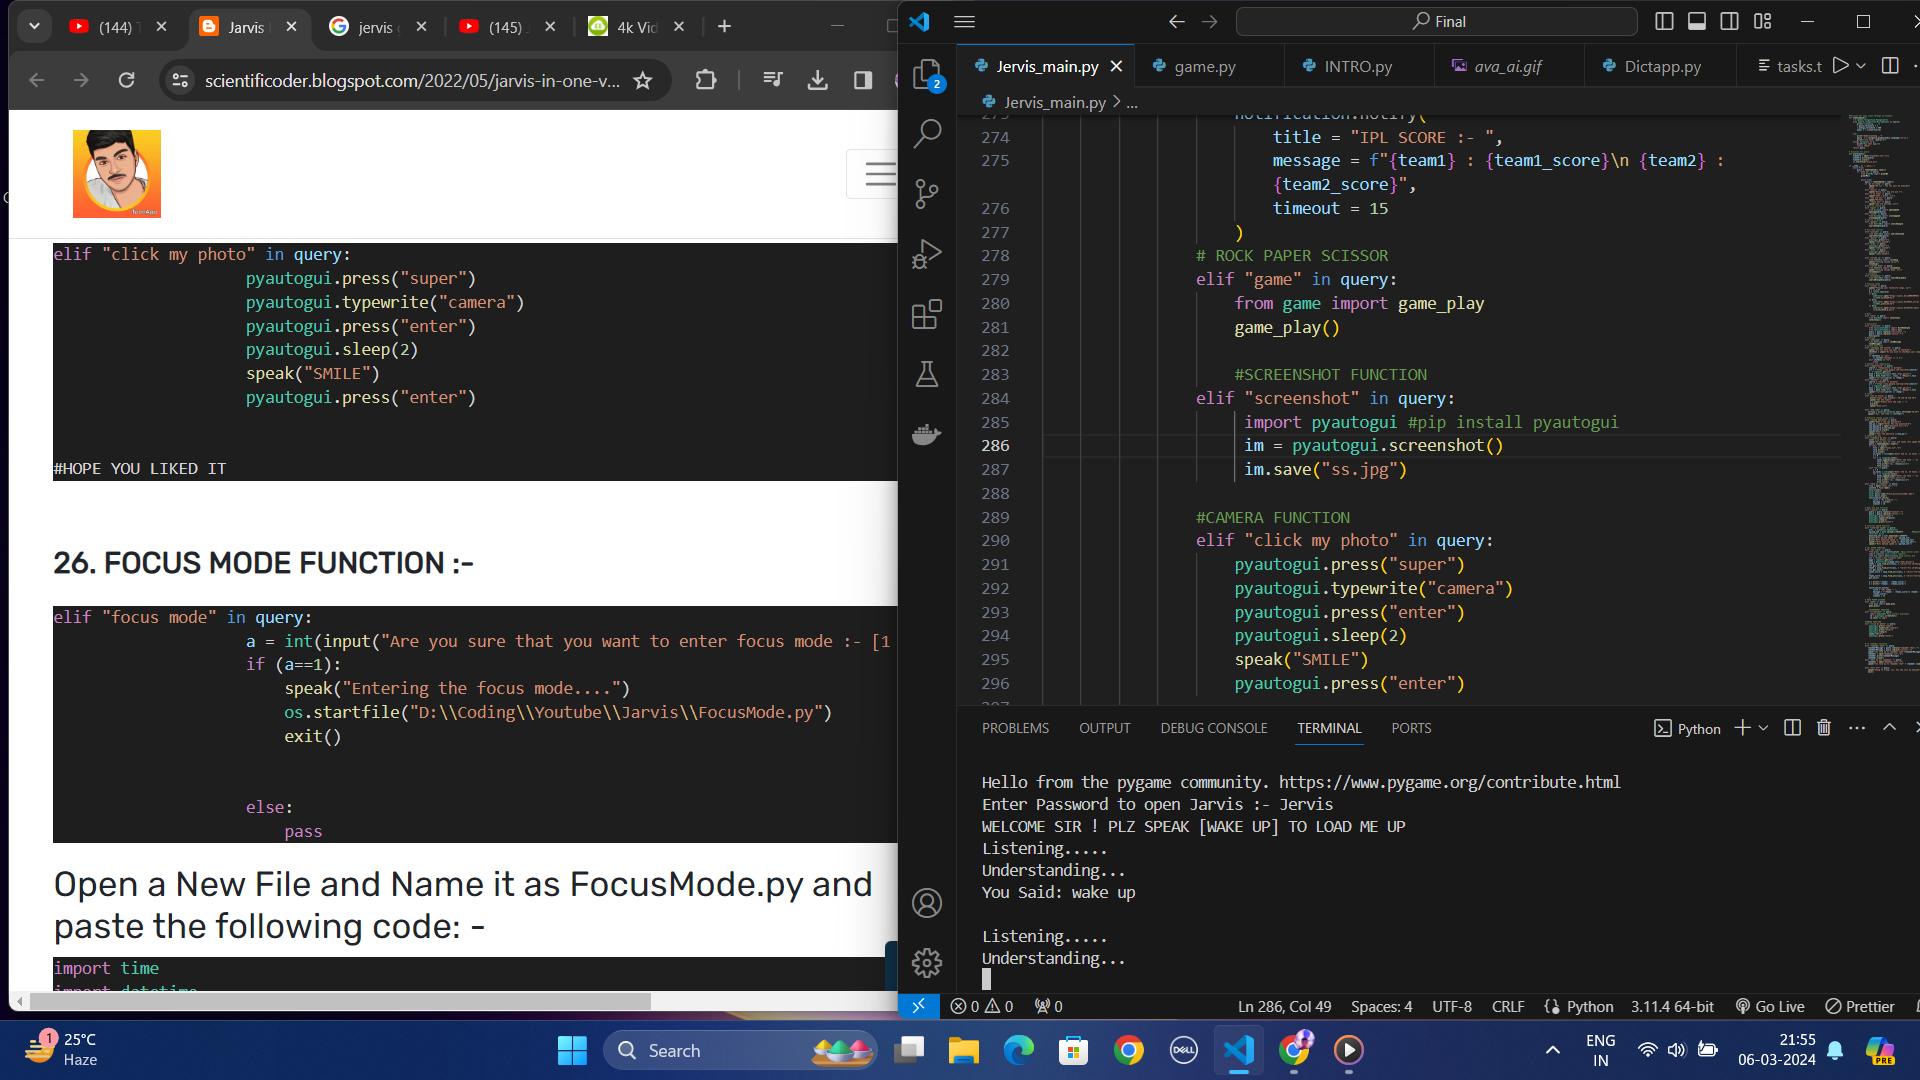 (144)
Jarvis
jervis
(145)
4k Vid
scientificoder.blogspot.com/2022/05/jarvis-in-one-v...
elif "click my photo" in query:
pyautogui.press("super")
pyautogui.typewrite("camera")
pyautogui.press("enter")
pyautogui.sleep(2)
speak("SMILE")
pyautogui.press("enter")
#HOPE YOU LIKED IT
26. FOCUS MODE FUNCTION :-
elif "focus mode" in query:
a = int(input("Are you sure that you want to enter focus mode :- [1
if (a==1):
speak("Entering the focus mode....")
os.startfile("D:\\Coding\\Youtube\\Jarvis\\FocusMode.py")
exit()
else:
pass
Open a New File and Name it as FocusMode.py and
paste the following code: -
import time
import datetime
Final
2
Jervis_main.py
game.py
INTRO.py
ava_ai.gif
Dictapp.py
tasks.t
Jervis_main.py > ...
273 notification.notify(
274 title = "IPL SCORE :- ",
275 message = f"{team1} : {team1_score}\n {team2} :
{team2_score}",
276 timeout = 15
277 )
278 # ROCK PAPER SCISSOR
279 elif "game" in query:
280 from game import game_play
281 game_play()
282
283 #SCREENSHOT FUNCTION
284 elif "screenshot" in query:
285 import pyautogui #pip install pyautogui
286 im = pyautogui.screenshot()
287 im.save("ss.jpg")
288
289 #CAMERA FUNCTION
290 elif "click my photo" in query:
291 pyautogui.press("super")
292 pyautogui.typewrite("camera")
293 pyautogui.press("enter")
294 pyautogui.sleep(2)
295 speak("SMILE")
296 pyautogui.press("enter")
297
PROBLEMS OUTPUT DEBUG CONSOLE TERMINAL PORTS
Python
Hello from the pygame community. https://www.pygame.org/contribute.html
Enter Password to open Jarvis :- Jervis
WELCOME SIR ! PLZ SPEAK [WAKE UP] TO LOAD ME UP
Listening.....
Understanding...
You Said: wake up
Listening.....
Understanding...
0 0 0 Ln 286, Col 49 Spaces: 4 UTF-8 CRLF Python 3.11.4 64-bit Go Live Prettier
1
25°C
Haze
Search
DELL
ENG
IN
21:55
06-03-2024
PRE